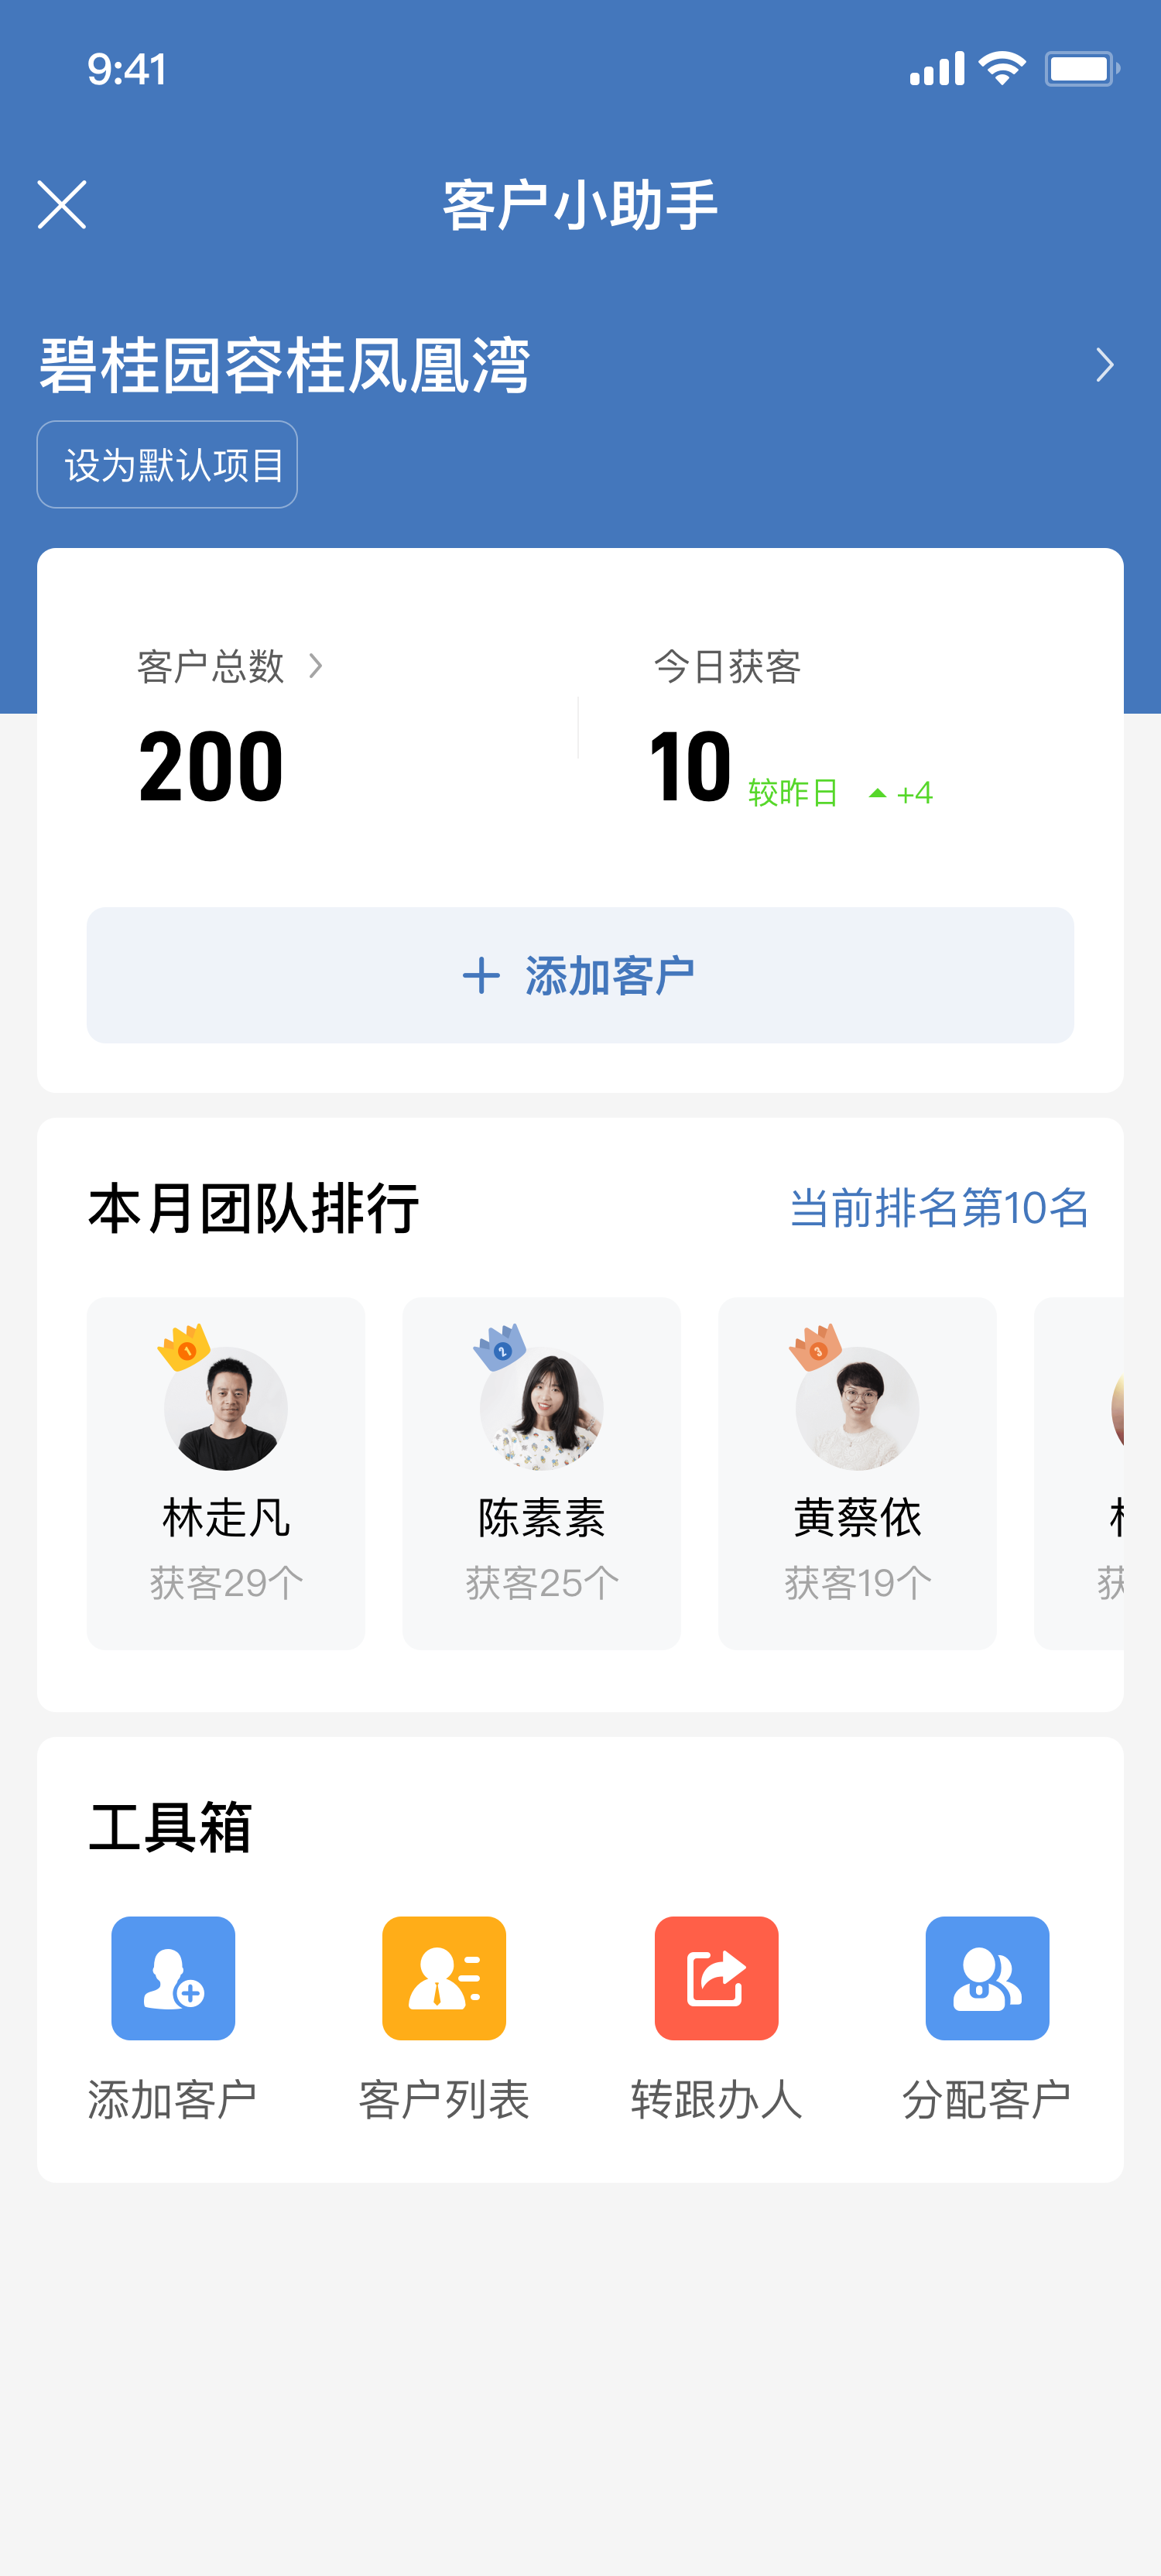 9:41
客户小助手
碧桂园容桂凤凰湾
设为默认项目
客户总数
今日获客
200
10 较昨日 +4
添加客户
本月团队排行
当前排名第10名
1
2
3
林走凡
陈素素
黄蔡依
获客29个
获客25个
获客19个
获
工具箱
添加客户
客户列表
转跟办人
分配客户